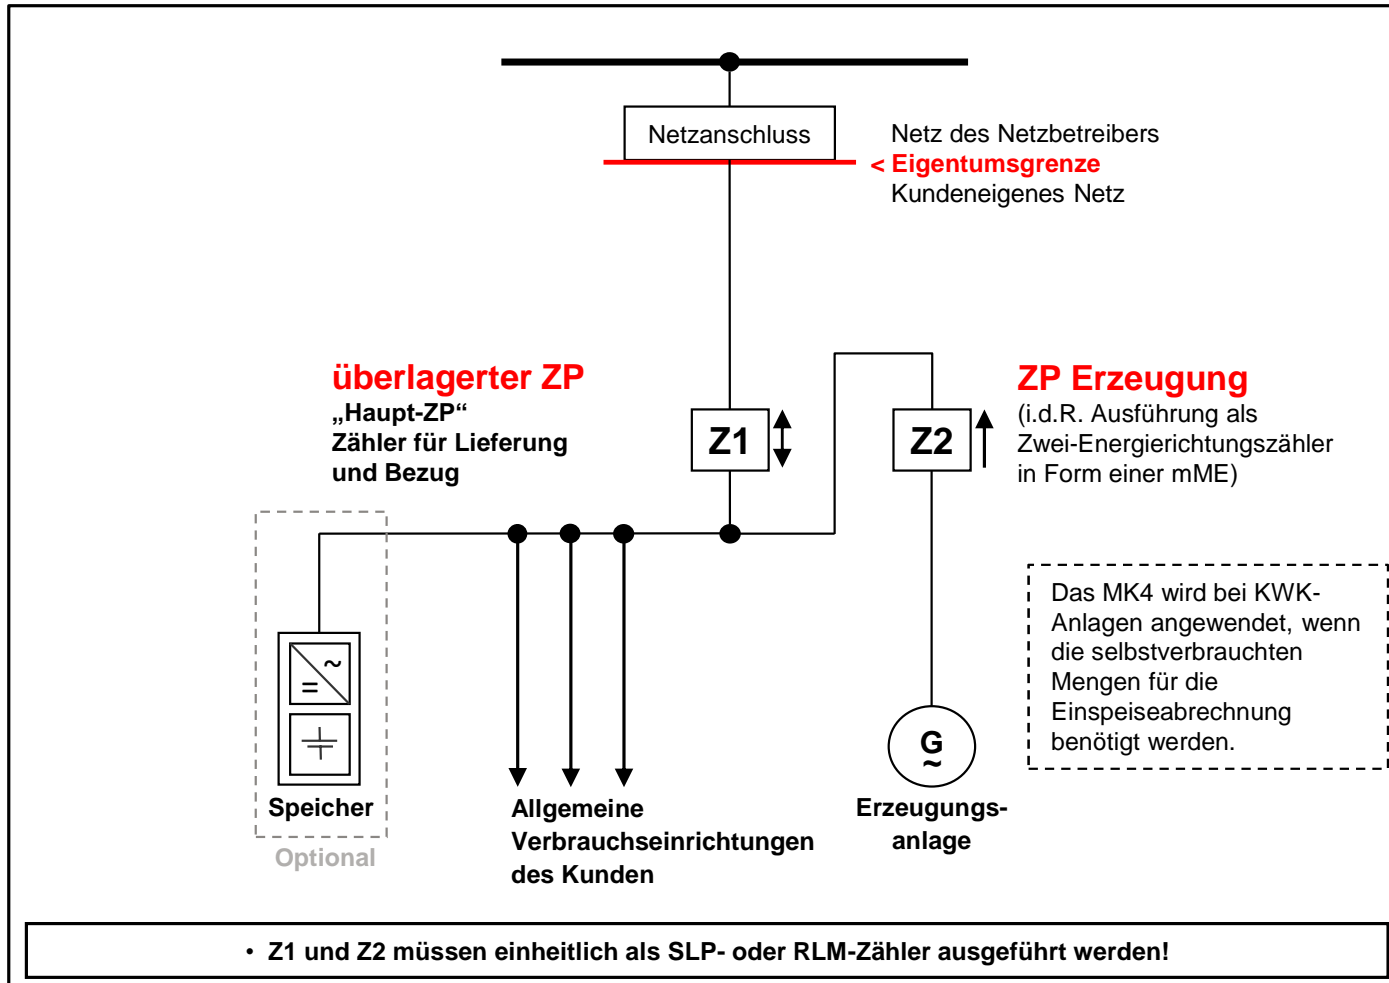 Netzanschluss
Netz des Netzbetreibers
< Eigentumsgrenze
Kundeneigenes Netz
überlagerter ZP
„Haupt-ZP“
Zähler für Lieferung
und Bezug
Z1
Z2
ZP Erzeugung
(i.d.R. Ausführung als
Zwei-Energierichtungszähler
in Form einer mME)
Das MK4 wird bei KWK-
Anlagen angewendet, wenn
die selbstverbrauchten
Mengen für die
Einspeiseabrechnung
benötigt werden.
~
=
G
~
Speicher
Optional
Allgemeine
Verbrauchseinrichtungen
des Kunden
Erzeugungs-
anlage
• Z1 und Z2 müssen einheitlich als SLP- oder RLM-Zähler ausgeführt werden!